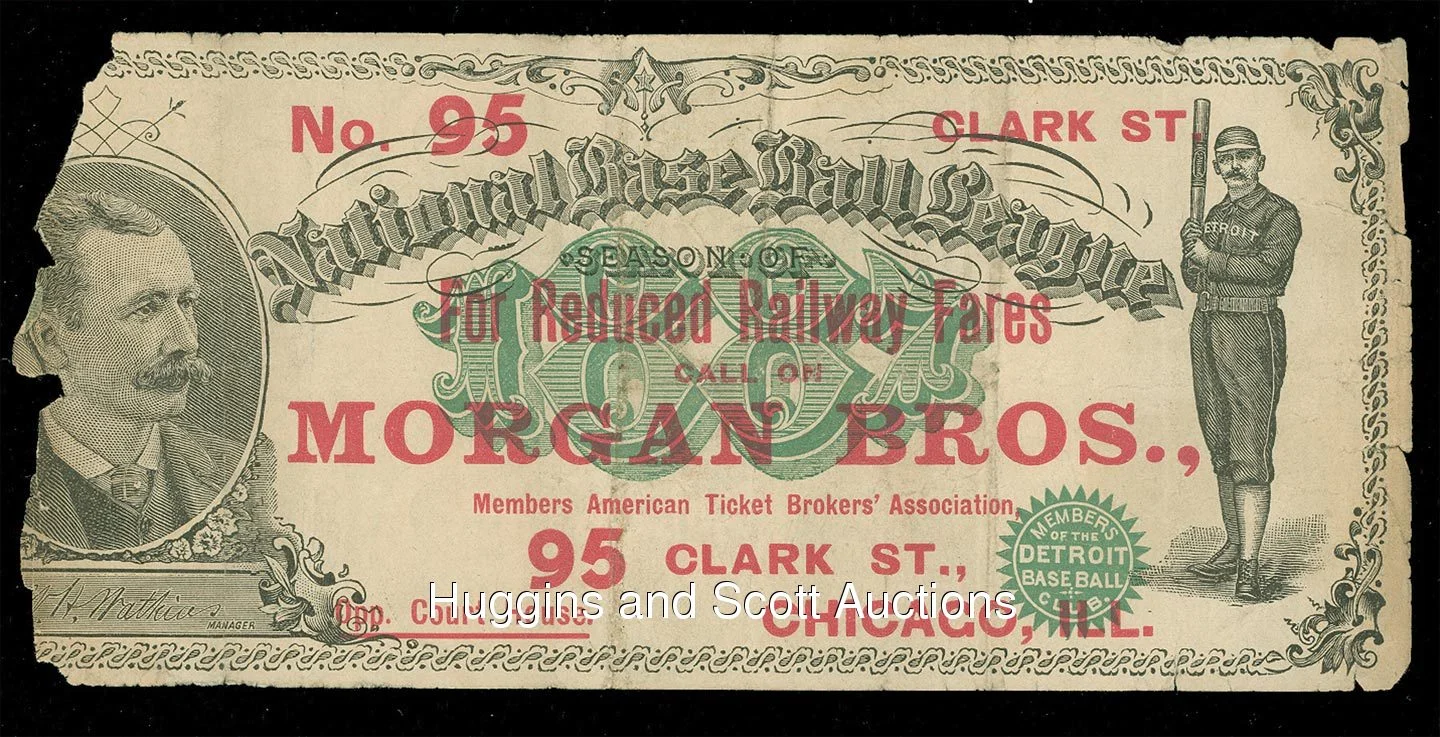 No. 95
CLARK ST.
National Base Ball League
SEASON OF
1887
For Reduced Railway Fares
CALL ON
MORGAN BROS.,
Members American Ticket Brokers' Association,
95 CLARK ST.,
Opp. Court House.
CHICAGO, ILL.
DETROIT
MEMBERS
OF THE
DETROIT
BASE BALL
CLUB
H. Watkins
MANAGER
Huggins and Scott Auctions